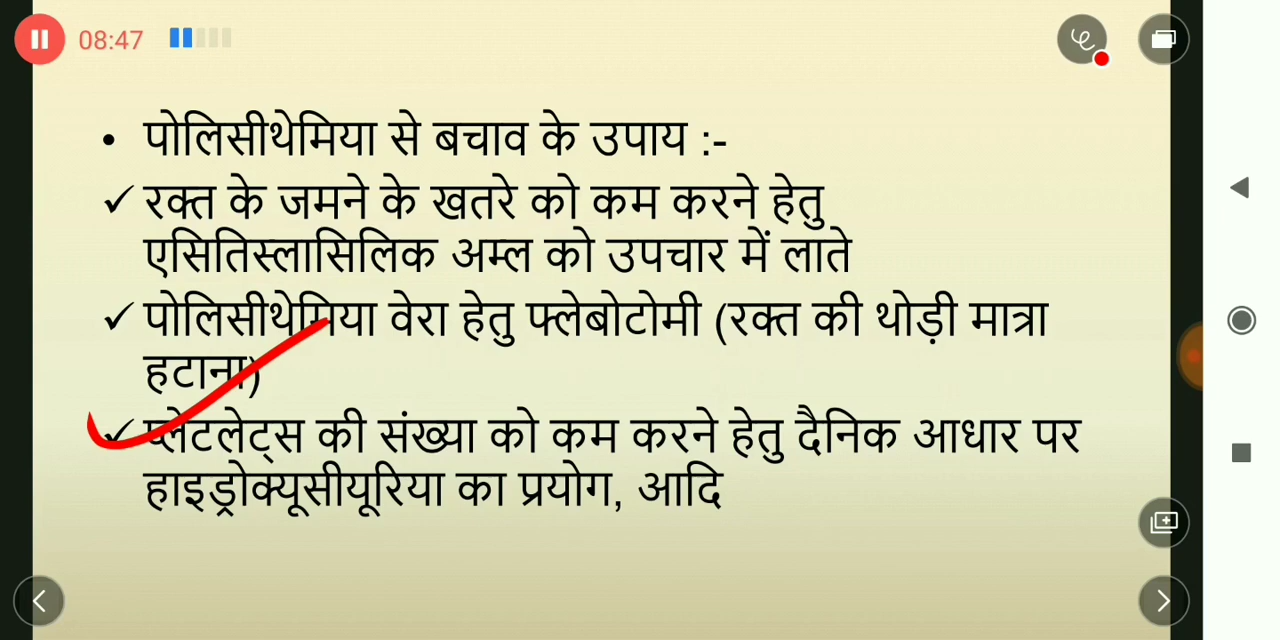 08:47
• पोलिसीथेमिया से बचाव के उपाय :-
✓ रक्त के जमने के खतरे को कम करने हेतु
एसितिस्लासिलिक अम्ल को उपचार में लाते
✓ पोलिसीथेमिया वेरा हेतु फ्लेबोटोमी (रक्त की थोड़ी मात्रा
हटाना)
✓ प्लेटलेट्स की संख्या को कम करने हेतु दैनिक आधार पर
हाइड्रोक्यूसीयूरिया का प्रयोग, आदि